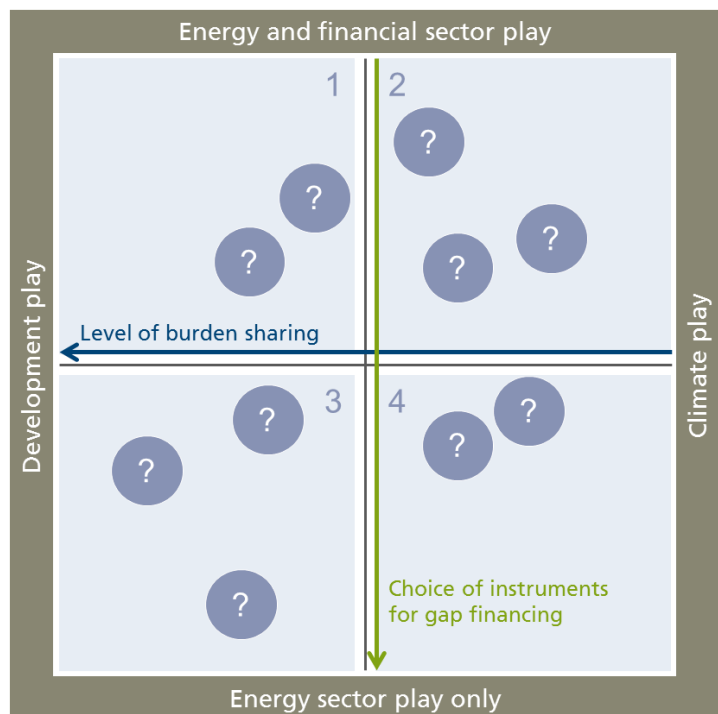 Energy and financial sector play
1
2
?
?
?
?
?
Level of burden sharing
Development play
Climate play
3
4
?
?
?
?
?
Choice of instruments
for gap financing
Energy sector play only